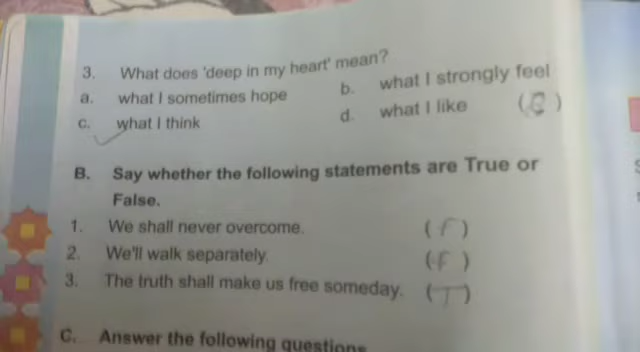 3. What does 'deep in my heart' mean?
a. what I sometimes hope b. what I strongly feel
c. what I think d. what I like ( )
B. Say whether the following statements are True or
False.
1. We shall never overcome. (F)
2. We'll walk separately. (F)
3. The truth shall make us free someday. (T)
C. Answer the following questions